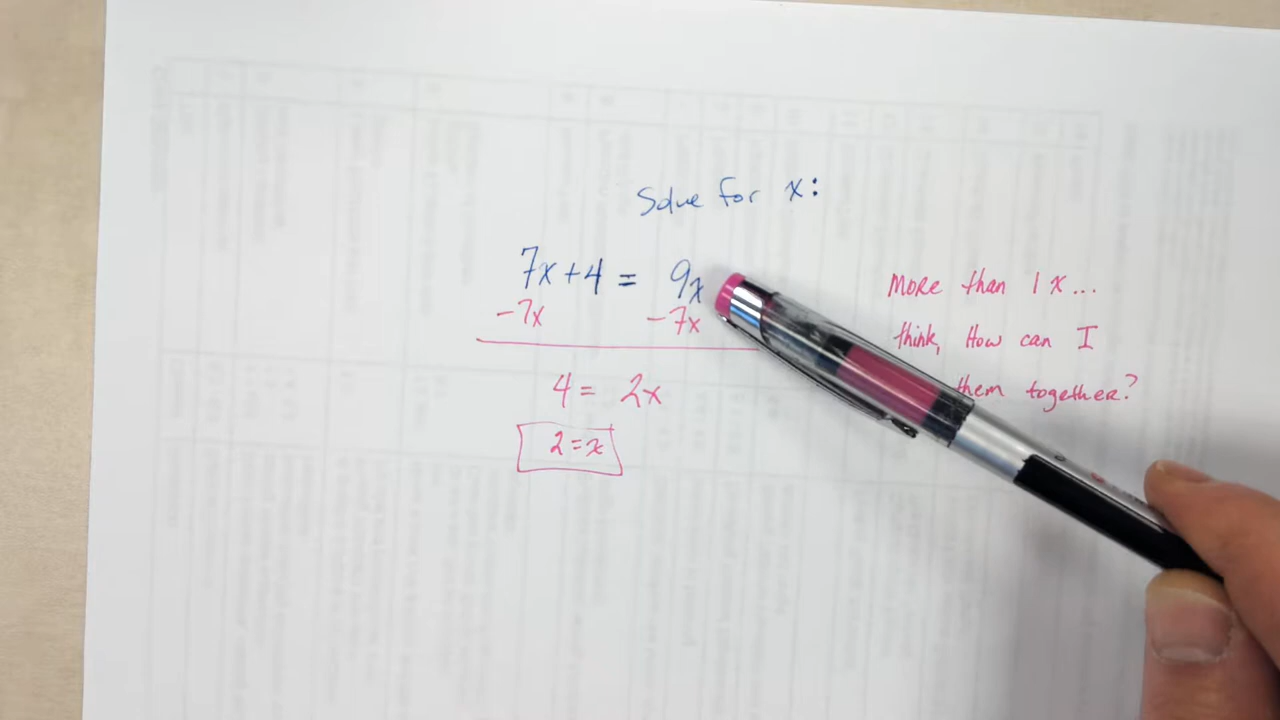 Solve for x:
7x+4 = 9x
-7x -7x
4 = 2x
2=x
More than 1 x...
think, How can I
them together?